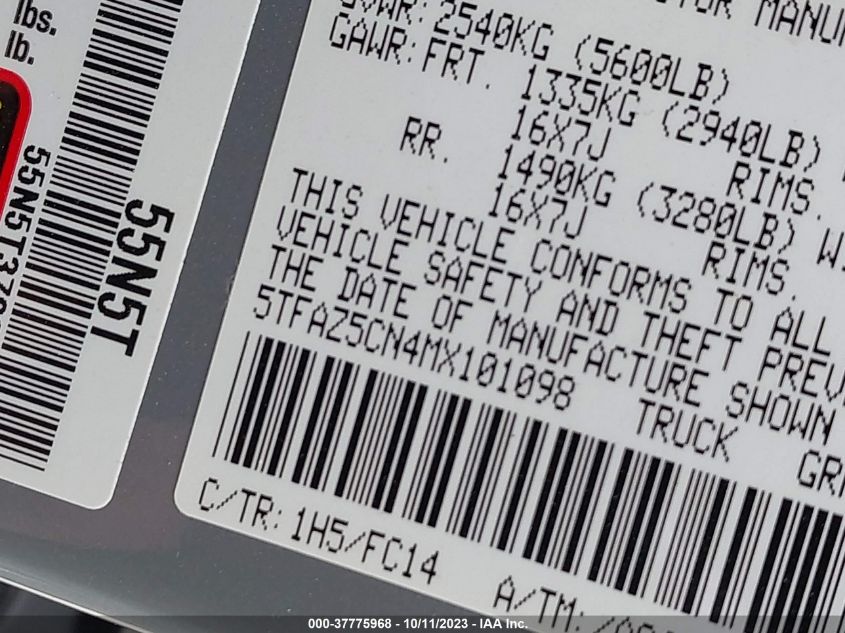 lbs.
lb.
55N5T
55N5T
GVWR: 2540KG (5600LB)
GAWR: FRT. 1335KG (2940LB)
16X7J RIMS.
RR. 1490KG (3280LB)
16X7J RIMS.
THIS VEHICLE CONFORMS TO ALL
VEHICLE SAFETY AND THEFT
THE DATE OF MANUFACTURE SHOWN
5TFAZ5CN4MX101098 TRUCK
C/TR: 1H5/FC14
A/TM:
000-37775968 - 10/11/2023 - IAA Inc.